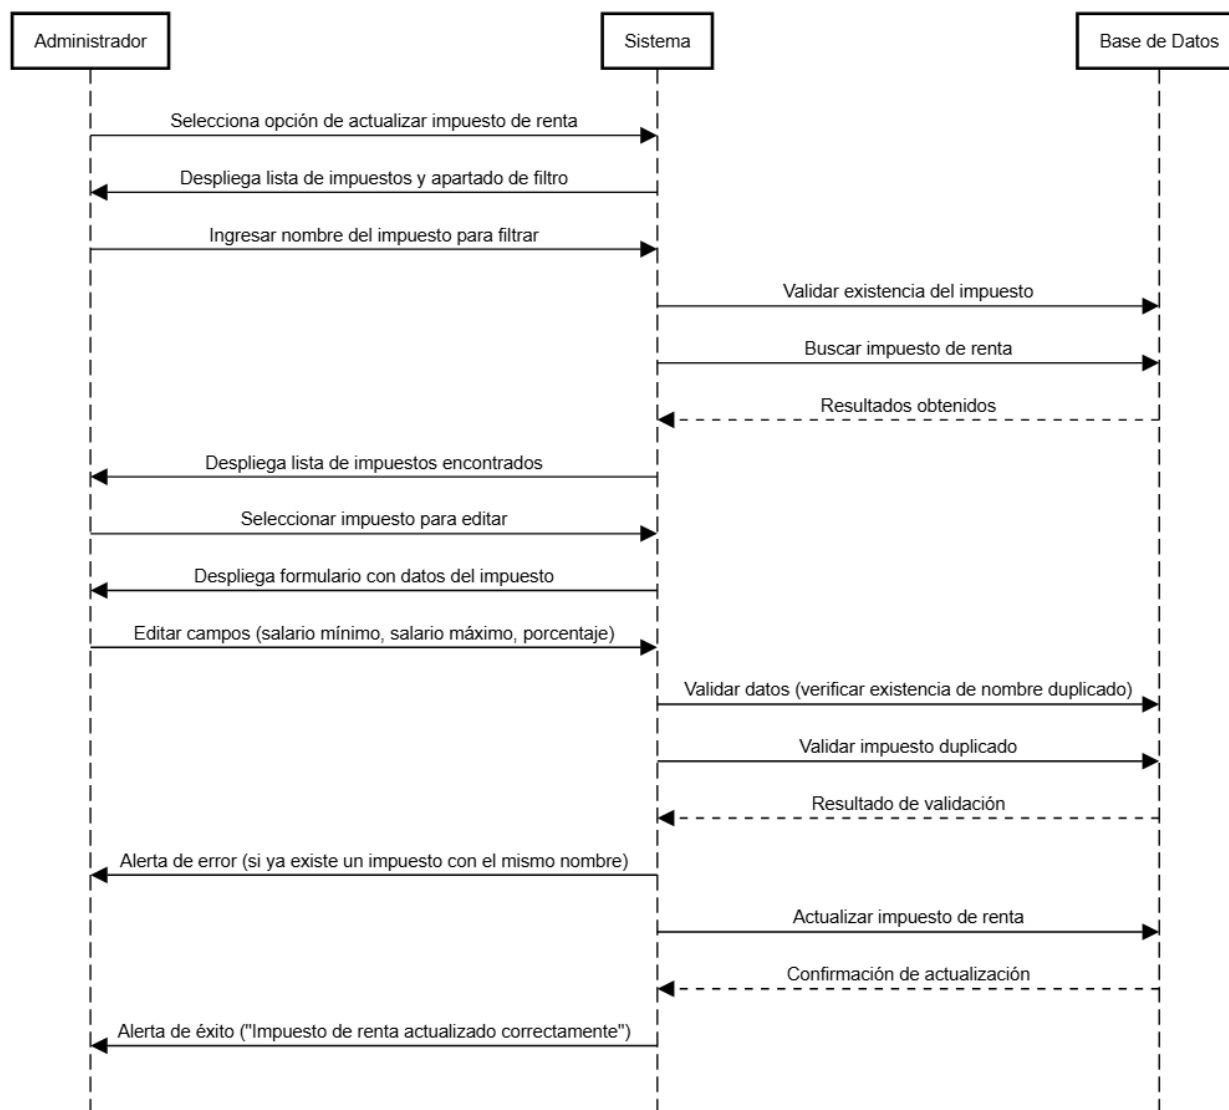 Administrador
Sistema
Base de Datos
Selecciona opción de actualizar impuesto de renta
Despliega lista de impuestos y apartado de filtro
Ingresar nombre del impuesto para filtrar
Validar existencia del impuesto
Buscar impuesto de renta
Resultados obtenidos
Despliega lista de impuestos encontrados
Seleccionar impuesto para editar
Despliega formulario con datos del impuesto
Editar campos (salario mínimo, salario máximo, porcentaje)
Validar datos (verificar existencia de nombre duplicado)
Validar impuesto duplicado
Resultado de validación
Alerta de error (si ya existe un impuesto con el mismo nombre)
Actualizar impuesto de renta
Confirmación de actualización
Alerta de éxito ("Impuesto de renta actualizado correctamente")